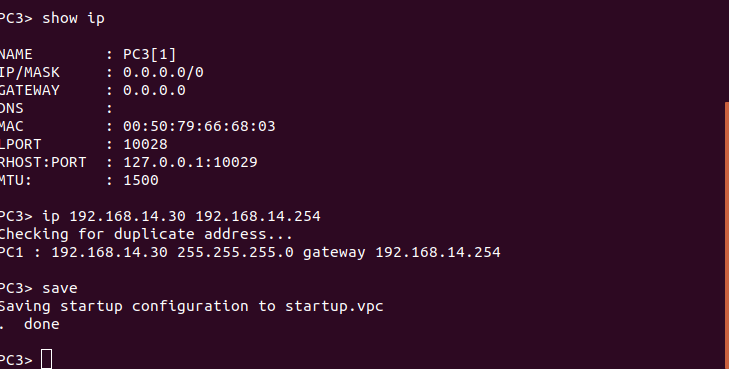 PC3> show ip
NAME        : PC3[1]
IP/MASK     : 0.0.0.0/0
GATEWAY     : 0.0.0.0
DNS         :
MAC         : 00:50:79:66:68:03
LPORT       : 10028
RHOST:PORT  : 127.0.0.1:10029
MTU:        : 1500
PC3> ip 192.168.14.30 192.168.14.254
Checking for duplicate address...
PC1 : 192.168.14.30 255.255.255.0 gateway 192.168.14.254
PC3> save
Saving startup configuration to startup.vpc
.  done
PC3>